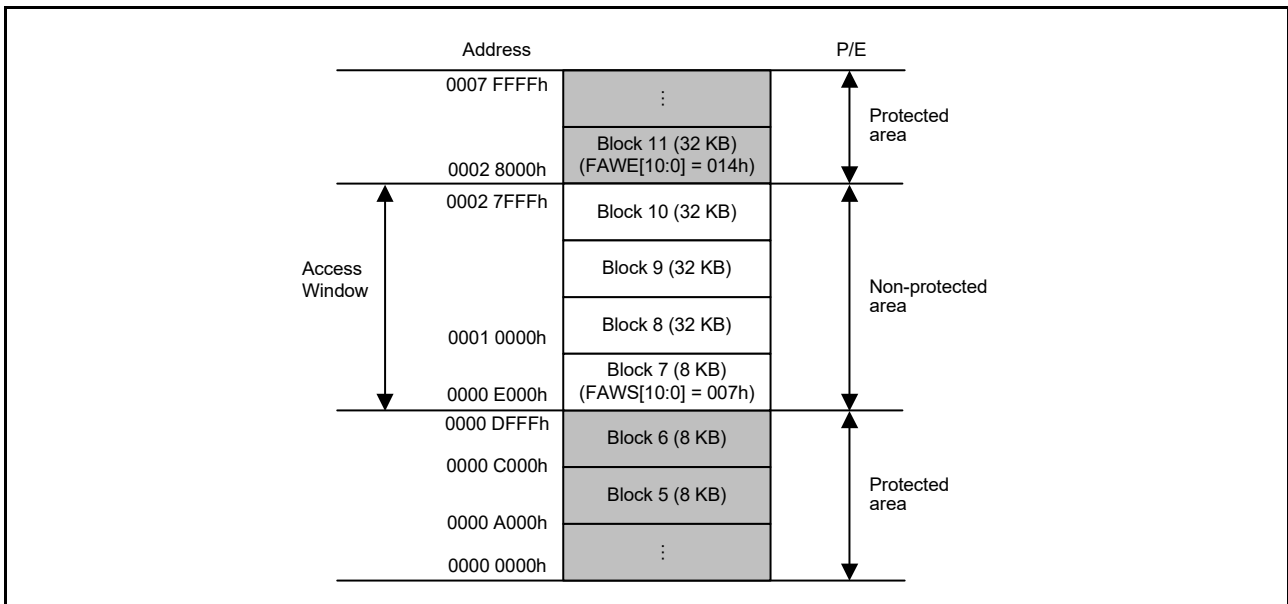 Address P/E
0007 FFFFh
⋮
Protected
area
Block 11 (32 KB)
(FAWE[10:0] = 014h)
0002 8000h
0002 7FFFh
Block 10 (32 KB)
Access
Window
Block 9 (32 KB)
Non-protected
area
Block 8 (32 KB)
0001 0000h
Block 7 (8 KB)
(FAWS[10:0] = 007h)
0000 E000h
0000 DFFFh
Block 6 (8 KB)
0000 C000h
Block 5 (8 KB)
Protected
area
0000 A000h
⋮
0000 0000h